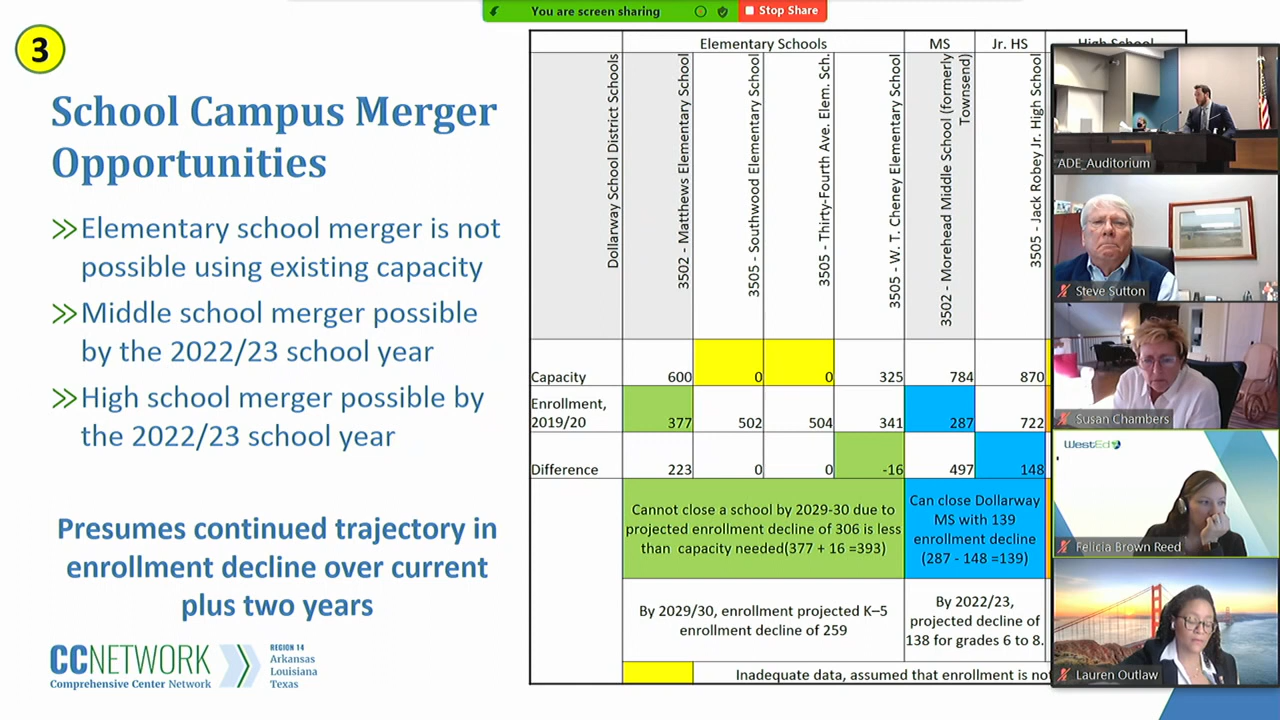 You are screen sharing
Stop Share
3
School Campus Merger
Opportunities
Elementary school merger is not
possible using existing capacity
Middle school merger possible
by the 2022/23 school year
High school merger possible by
the 2022/23 school year
Presumes continued trajectory in
enrollment decline over current
plus two years
CCNETWORK
Comprehensive Center Network
REGION 14
Arkansas
Louisiana
Texas
Elementary Schools
MS
Jr. HS
High School
Dollarway School District Schools
3502 - Matthews Elementary School
3505 - Southwood Elementary School
3505 - Thirty-Fourth Ave. Elem. Sch.
3505 - W. T. Cheney Elementary School
3502 - Morehead Middle School (formerly
Townsend)
3505 - Jack Robey Jr. High School
Capacity 600 0 0 325 784 870
Enrollment,
2019/20 377 502 504 341 287 722
Difference 223 0 0 -16 497 148
Cannot close a school by 2029-30 due to
projected enrollment decline of 306 is less
than capacity needed(377 + 16 =393)
Can close Dollarway
MS with 139
enrollment decline
(287 - 148 =139)
By 2029/30, enrollment projected K–5
enrollment decline of 259
By 2022/23,
projected decline of
138 for grades 6 to 8.
Inadequate data, assumed that enrollment is not
ADE_Auditorium
Steve Sutton
Susan Chambers
WestEd
Felicia Brown Reed
Lauren Outlaw